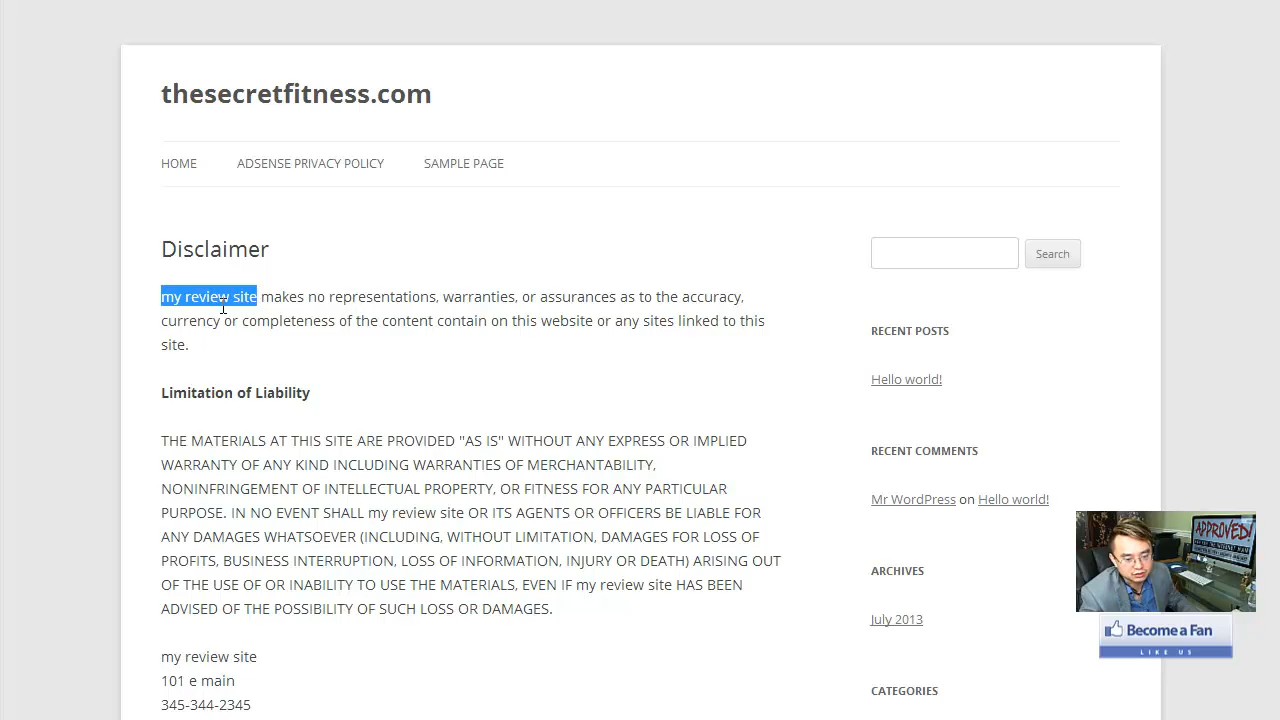 thesecretfitness.com
HOME
ADSENSE PRIVACY POLICY
SAMPLE PAGE
Disclaimer
my review site makes no representations, warranties, or assurances as to the accuracy,
currency or completeness of the content contain on this website or any sites linked to this
site.
Limitation of Liability
THE MATERIALS AT THIS SITE ARE PROVIDED "AS IS" WITHOUT ANY EXPRESS OR IMPLIED
WARRANTY OF ANY KIND INCLUDING WARRANTIES OF MERCHANTABILITY,
NONINFRINGEMENT OF INTELLECTUAL PROPERTY, OR FITNESS FOR ANY PARTICULAR
PURPOSE. IN NO EVENT SHALL my review site OR ITS AGENTS OR OFFICERS BE LIABLE FOR
ANY DAMAGES WHATSOEVER (INCLUDING, WITHOUT LIMITATION, DAMAGES FOR LOSS OF
PROFITS, BUSINESS INTERRUPTION, LOSS OF INFORMATION, INJURY OR DEATH) ARISING OUT
OF THE USE OF OR INABILITY TO USE THE MATERIALS, EVEN IF my review site HAS BEEN
ADVISED OF THE POSSIBILITY OF SUCH LOSS OR DAMAGES.
my review site
101 e main
345-344-2345
Search
RECENT POSTS
Hello world!
RECENT COMMENTS
Mr WordPress on Hello world!
ARCHIVES
July 2013
CATEGORIES
APPROVED!
Become a Fan
LIKE US